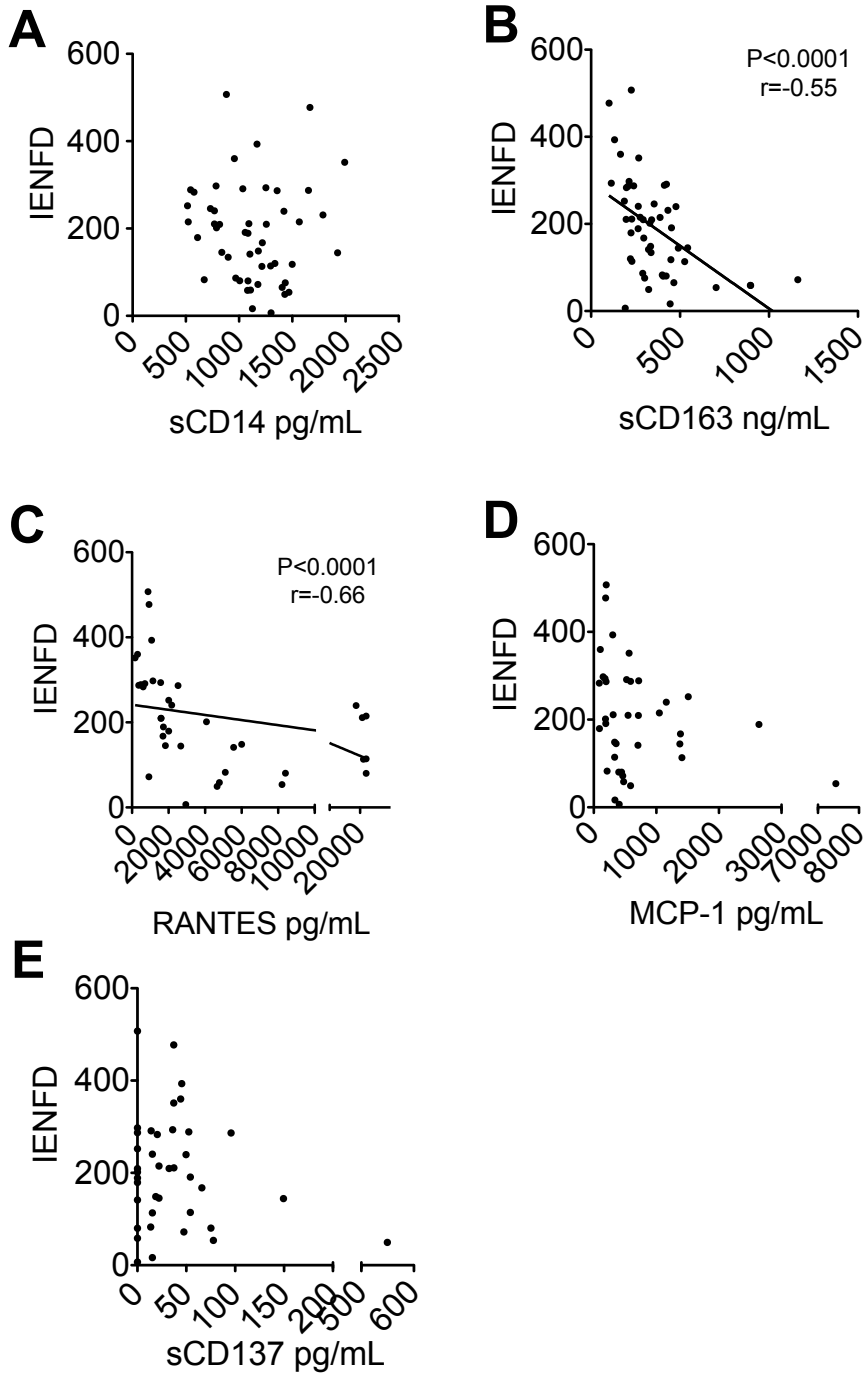 A
600
400
200
0
IENFD
0
500
1000
1500
2000
2500
sCD14 pg/mL
B
P<0.0001
r=-0.55
600
400
200
0
IENFD
0
500
1000
1500
sCD163 ng/mL
C
P<0.0001
r=-0.66
600
400
200
0
IENFD
0
2000
4000
6000
8000
10000
20000
RANTES pg/mL
D
600
400
200
0
IENFD
0
1000
2000
3000
7000
8000
MCP-1 pg/mL
E
600
400
200
0
IENFD
0
50
100
150
200
500
600
sCD137 pg/mL